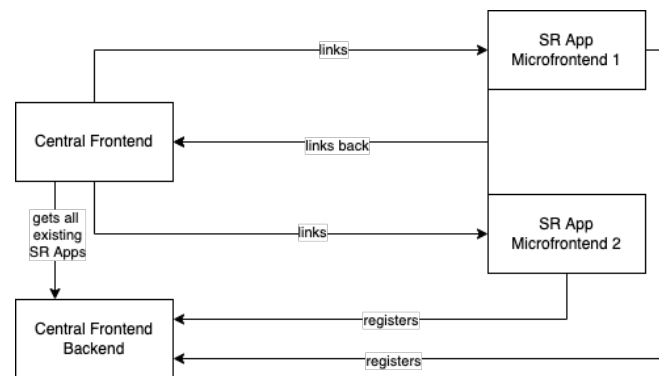 SR App
Microfrontend 1
links
Central Frontend
links back
gets all
existing
SR Apps
links
SR App
Microfrontend 2
Central Frontend
Backend
registers
registers